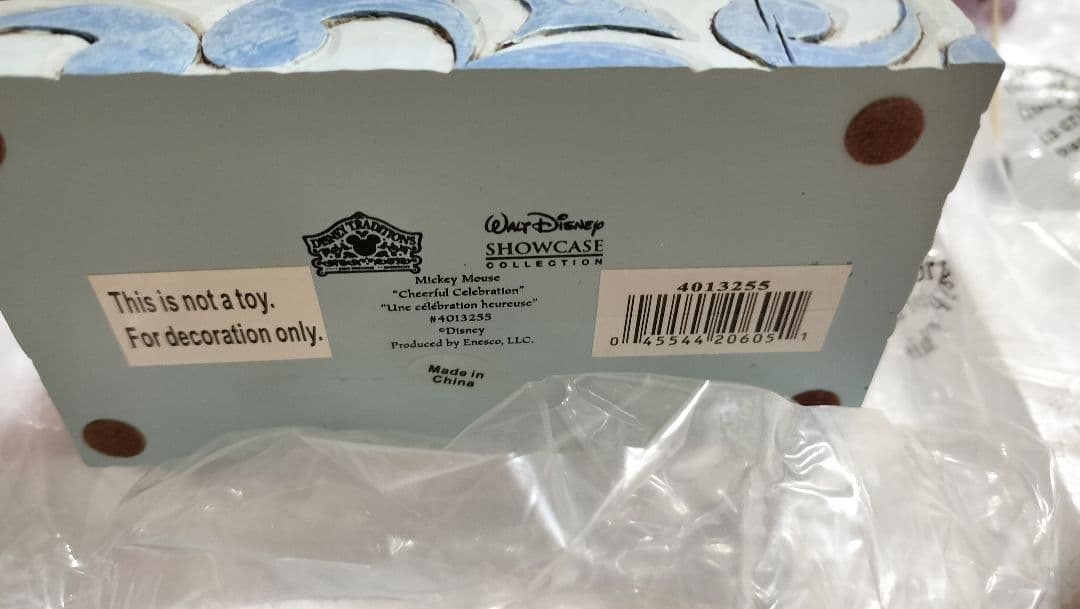 DISNEY TRADITIONS
WALT DISNEY
SHOWCASE
COLLECTION
Mickey Mouse
"Cheerful Celebration"
"Une célébration heureuse"
#4013255
©Disney
Produced by Enesco, LLC.
Made in
China
This is not a toy.
For decoration only.
4013255
0 45544 20605 1